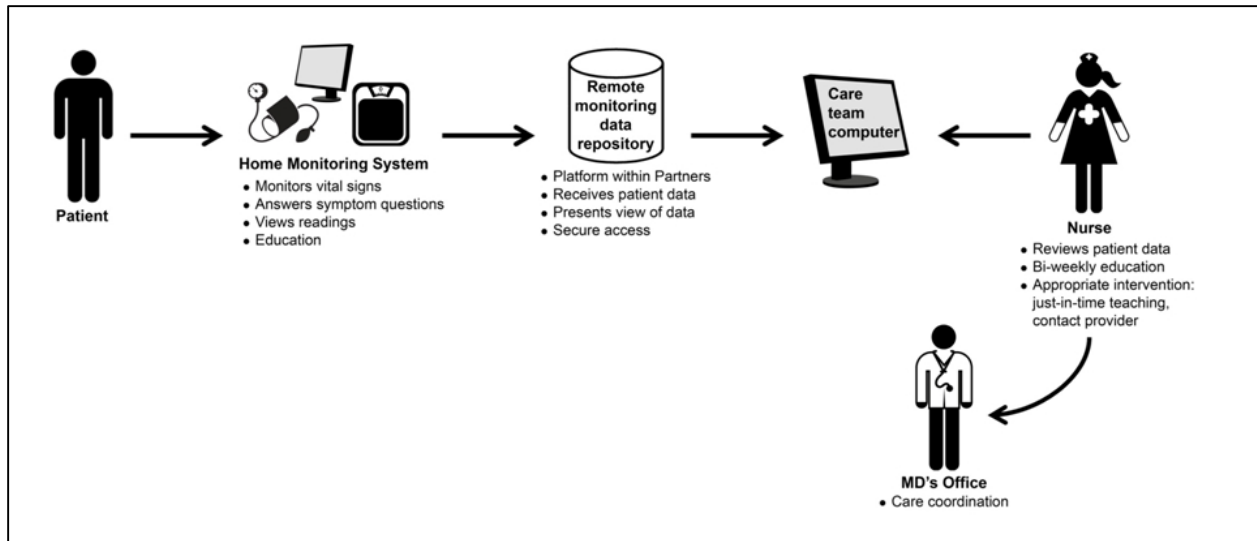 Patient
Home Monitoring System
• Monitors vital signs
• Answers symptom questions
• Views readings
• Education
Remote
monitoring
data
repository
• Platform within Partners
• Receives patient data
• Presents view of data
• Secure access
Care
team
computer
Nurse
• Reviews patient data
• Bi-weekly education
• Appropriate intervention:
just-in-time teaching,
contact provider
MD's Office
• Care coordination